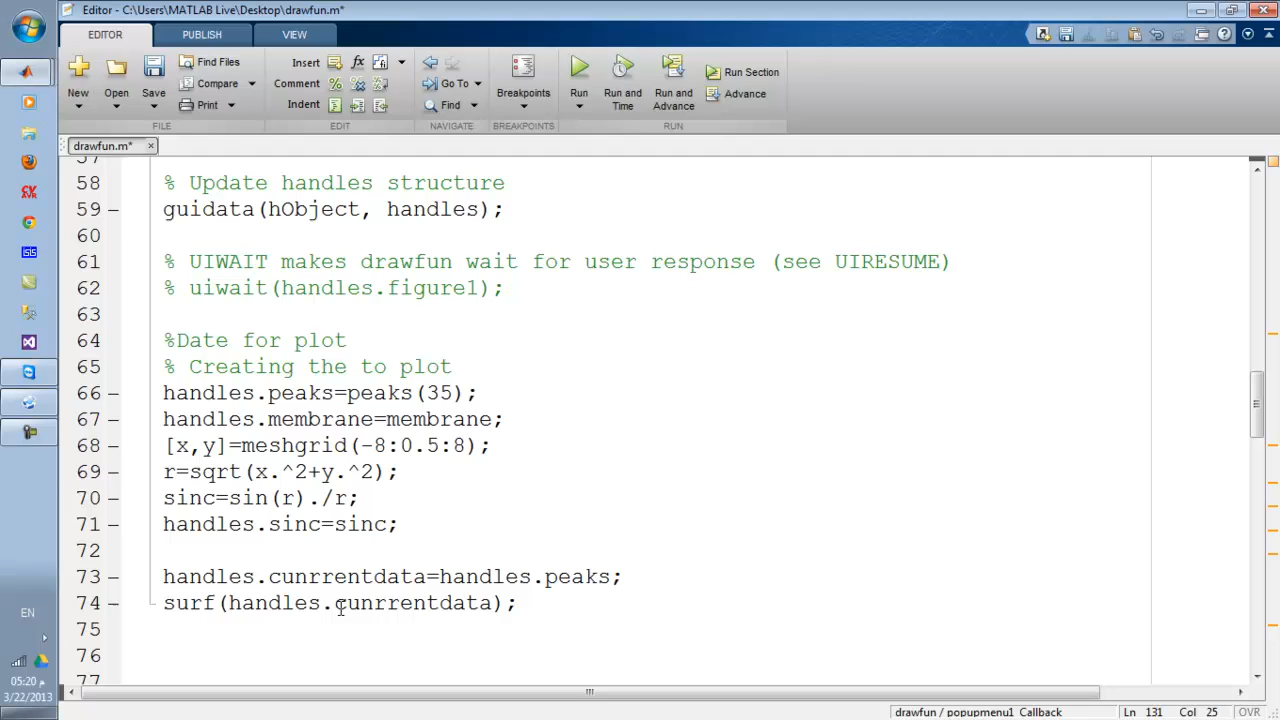 Editor - C:\Users\MATLAB Live\Desktop\drawfun.m*
EDITOR PUBLISH VIEW
New Open Save Find Files Compare Print
Insert Comment Indent
Go To Find
Breakpoints Run Run and Time Run and Advance Run Section Advance
FILE EDIT NAVIGATE BREAKPOINTS RUN
drawfun.m*
57
58 % Update handles structure
59 guidata(hObject, handles);
60
61 % UIWAIT makes drawfun wait for user response (see UIRESUME)
62 % uiwait(handles.figure1);
63
64 %Date for plot
65 % Creating the to plot
66 handles.peaks=peaks(35);
67 handles.membrane=membrane;
68 [x,y]=meshgrid(-8:0.5:8);
69 r=sqrt(x.^2+y.^2);
70 sinc=sin(r)./r;
71 handles.sinc=sinc;
72
73 handles.cunrrentdata=handles.peaks;
74 surf(handles.cunrrentdata);
75
76
77
CV AVR
ISIS
EN
05:20 م
3/22/2013
drawfun / popupmenu1_Callback Ln 131 Col 25 OVR